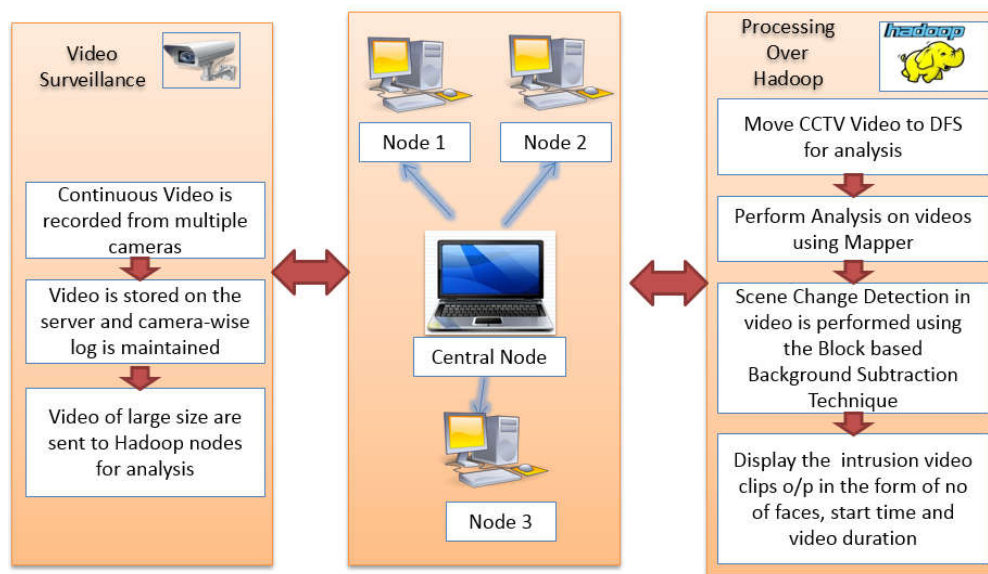 Video
Surveillance
Continuous Video is
recorded from multiple
cameras
Video is stored on the
server and camera-wise
log is maintained
Video of large size are
sent to Hadoop nodes
for analysis
Node 1
Node 2
Central Node
Node 3
Processing
Over
Hadoop
hadoop
Move CCTV Video to DFS
for analysis
Perform Analysis on videos
using Mapper
Scene Change Detection in
video is performed using
the Block based
Background Subtraction
Technique
Display the intrusion video
clips o/p in the form of no
of faces, start time and
video duration